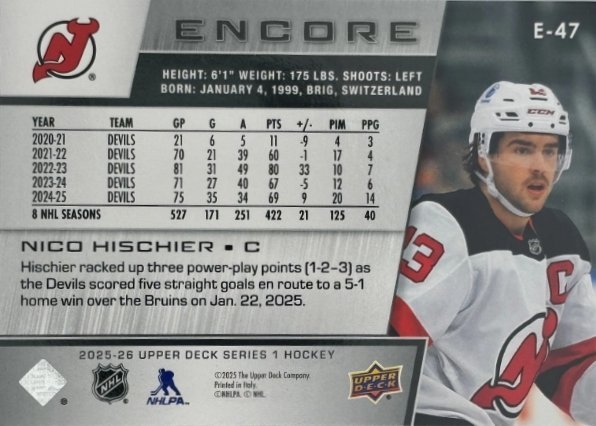 ENCORE
E-47
HEIGHT: 6'1" WEIGHT: 175 LBS. SHOOTS: LEFT
BORN: JANUARY 4, 1999, BRIG, SWITZERLAND
YEAR TEAM GP G A PTS +/- PIM PPG
2020-21 DEVILS 21 6 5 11 -9 4 3
2021-22 DEVILS 70 21 39 60 -1 17 4
2022-23 DEVILS 81 31 49 80 33 10 7
2023-24 DEVILS 71 27 40 67 -5 12 6
2024-25 DEVILS 75 35 34 69 9 20 14
8 NHL SEASONS 527 171 251 422 21 125 40
NICO HISCHIER ▪ C
Hischier racked up three power-play points (1-2–3) as
the Devils scored five straight goals en route to a 5-1
home win over the Bruins on Jan. 22, 2025.
2025-26 UPPER DECK SERIES 1 HOCKEY
©2025 The Upper Deck Company.
Printed in Italy.
©NHLPA. © NHL.
NHL
NHLPA
UPPER
DECK
CCM
13
13
C